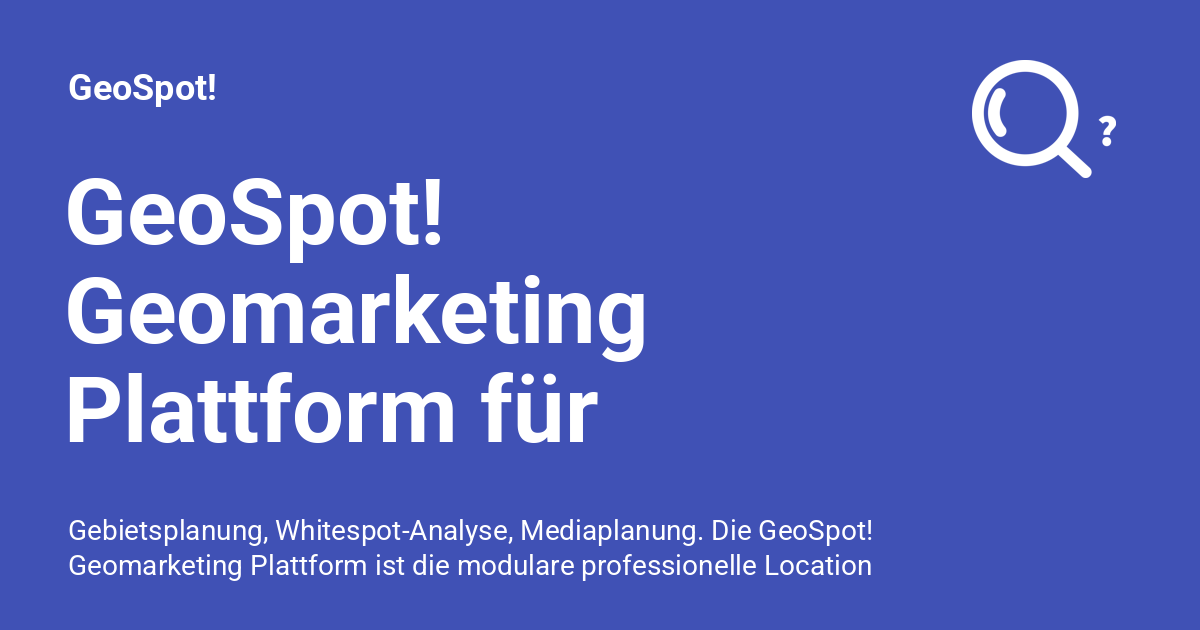 GeoSpot!
?
GeoSpot!
Geomarketing
Plattform für
Gebietsplanung, Whitespot-Analyse, Mediaplanung. Die GeoSpot!
Geomarketing Plattform ist die modulare professionelle Location